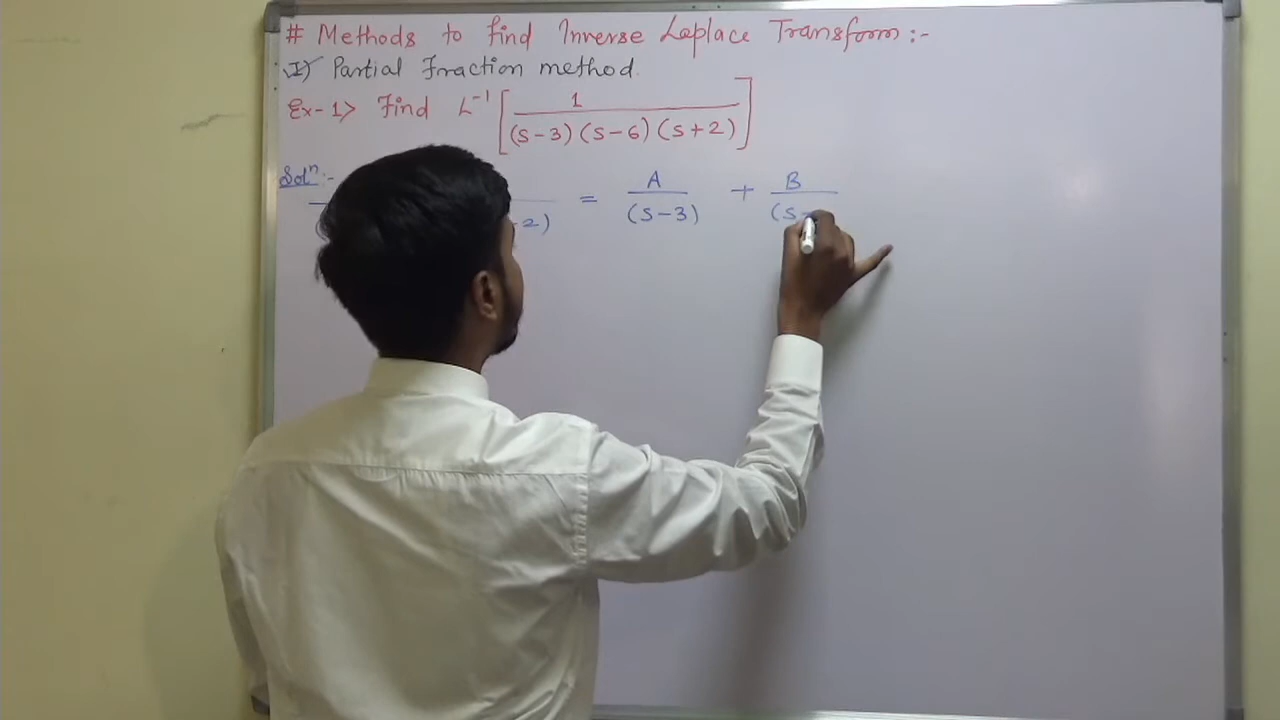 # Methods to find Inverse Laplace Transform :-
I) Partial Fraction method.
Ex-1> Find L⁻¹ [ 1 / (s-3)(s-6)(s+2) ]
Solⁿ:-
2) = A/(s-3) + B/(s-